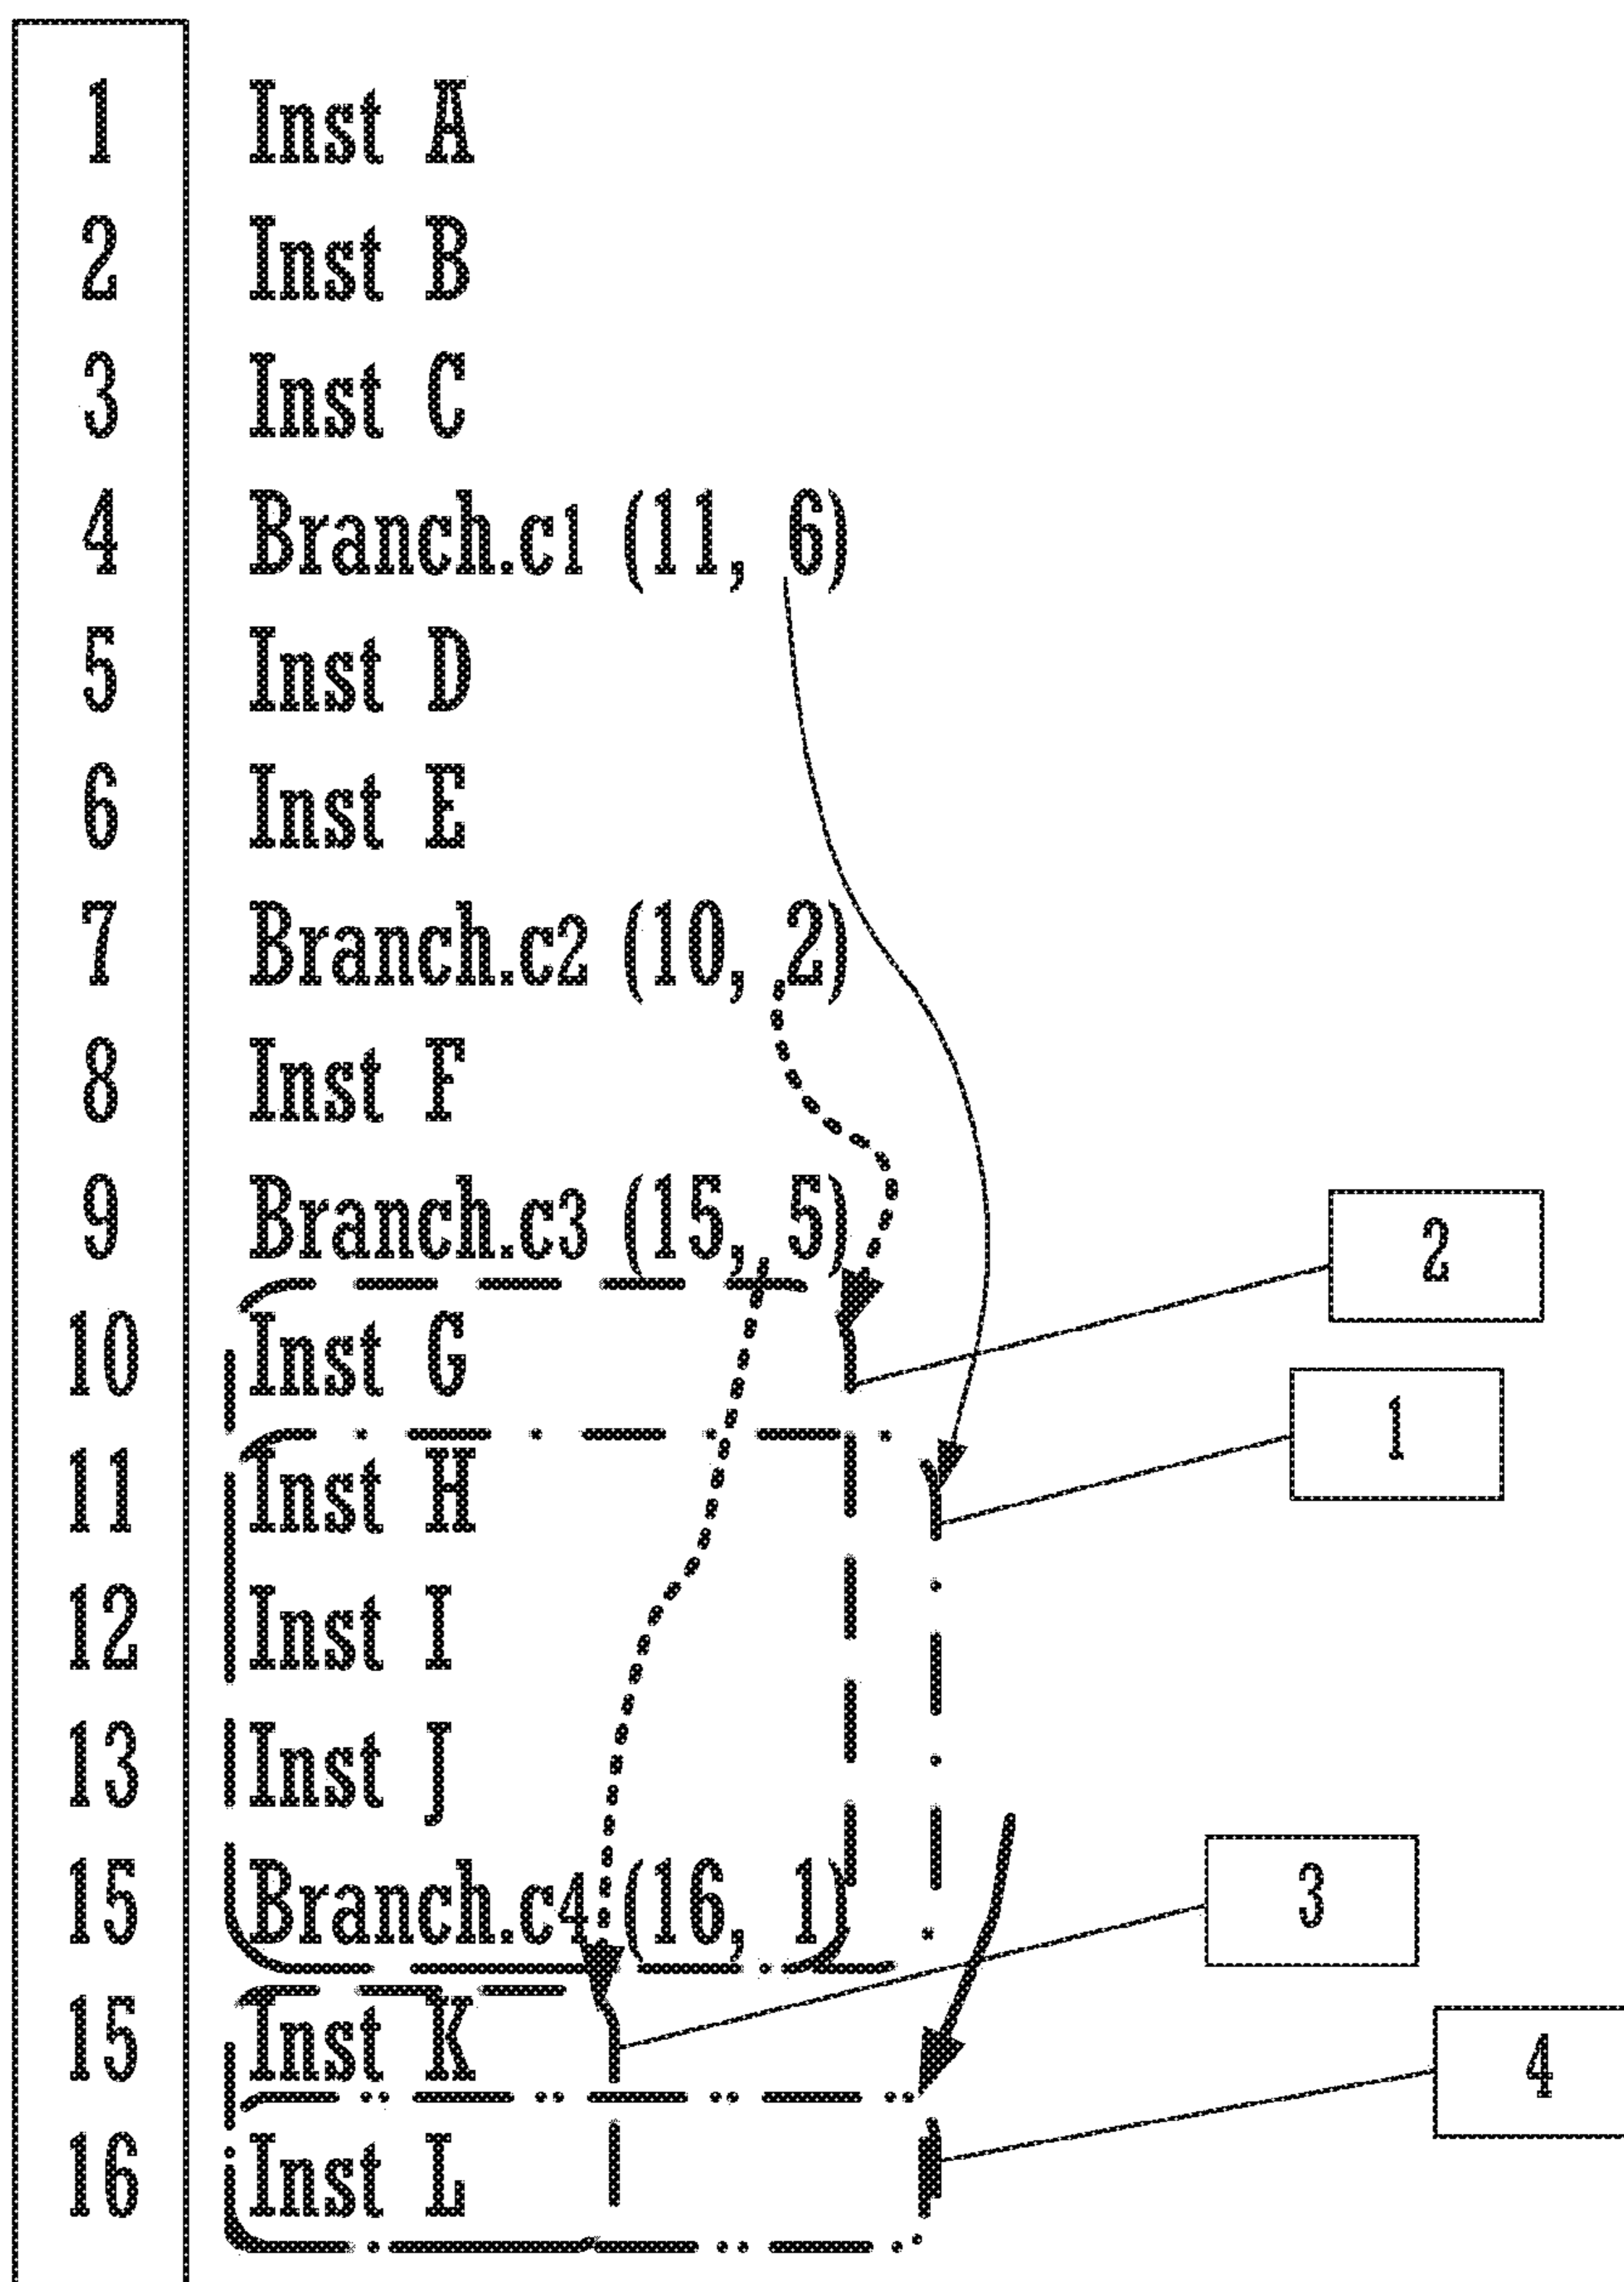 1 Inst A
2 Inst B
3 Inst C
4 Branch.c1 (11, 6)
5 Inst D
6 Inst E
7 Branch.c2 (10, 2)
8 Inst F
9 Branch.c3 (15, 5)
2
10 Inst G
1
11 Inst H
12 Inst I
13 Inst J
3
15 Branch.c4 (16, 1)
15 Inst K
4
16 Inst L